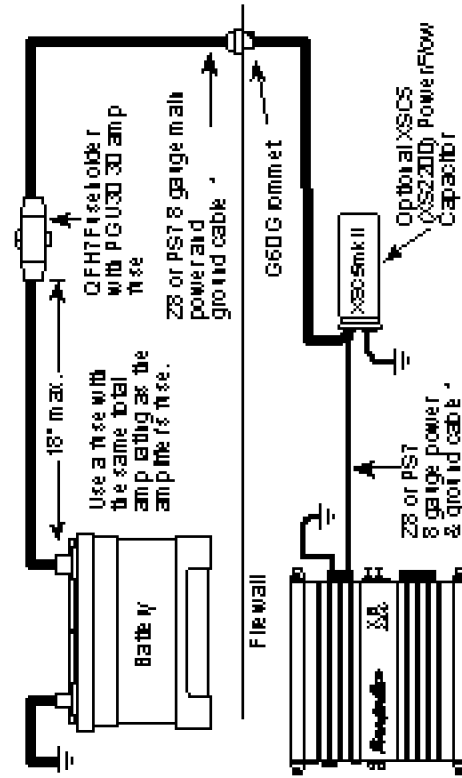 QFHT Fuseholder
with PGU30 30 amp
fuse
18" max.
Use a fuse with
the same total
amp rating as the
amplifier's fuse.
Battery
Z8 or PS7 8 gauge main
power and
ground cable *
G60 Grommet
Firewall
Optional XSCS
(XS2200) PowerFlow
Capacitor
XSCSmkII
Z8 or PS7
8 gauge power
& ground cable *